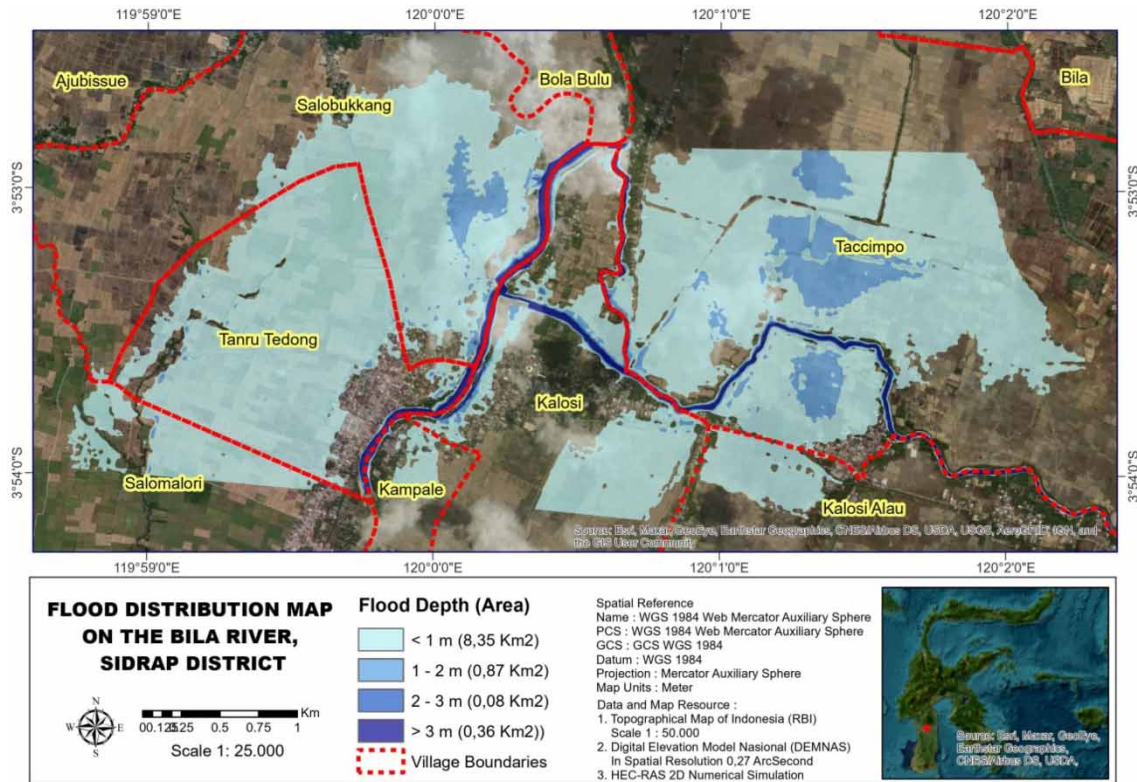 119°59'0"E 120°0'0"E 120°1'0"E 120°2'0"E
Ajubissue
Bola Bulu
Bila
Salobukkang
3°53'0"S
3°53'0"S
Taccimpo
Tanru Tedong
Kalosi
3°54'0"S
3°54'0"S
Salomalori
Kampale
Kalosi Alau
Source: Esri, Maxar, GeoEye, Earthstar Geographics, CNES/Airbus DS, USDA, USGS, AeroGRID, IGN, and
the GIS User Community
119°59'0"E 120°0'0"E 120°1'0"E 120°2'0"E
FLOOD DISTRIBUTION MAP
ON THE BILA RIVER,
SIDRAP DISTRICT
N
W
E
S
Km
0.5 0.75 1
Scale 1: 25.000
Flood Depth (Area)
< 1 m (8,35 Km2)
1 - 2 m (0,87 Km2)
2 - 3 m (0,08 Km2)
> 3 m (0,36 Km2))
Village Boundaries
Spatial Reference
Name : WGS 1984 Web Mercator Auxiliary Sphere
PCS : WGS 1984 Web Mercator Auxiliary Sphere
GCS : GCS WGS 1984
Datum : WGS 1984
Projection : Mercator Auxiliary Sphere
Map Units : Meter
Data and Map Resource :
1. Topographical Map of Indonesia (RBI)
Scale 1 : 50.000
2. Digital Elevation Model Nasional (DEMNAS)
In Spatial Resolution 0,27 ArcSecond
3. HEC-RAS 2D Numerical Simulation
Source: Esri, Maxar, GeoEye,
Earthstar Geographics,
CNES/Airbus DS, USDA,